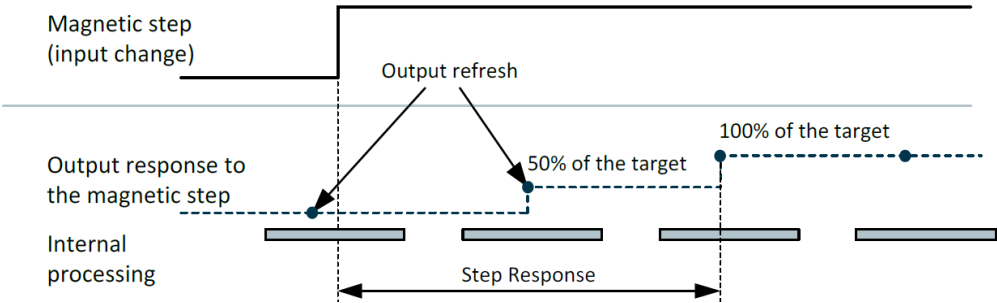 Magnetic step
(input change)
Output refresh
100% of the target
50% of the target
Output response to
the magnetic step
Internal
processing
Step Response